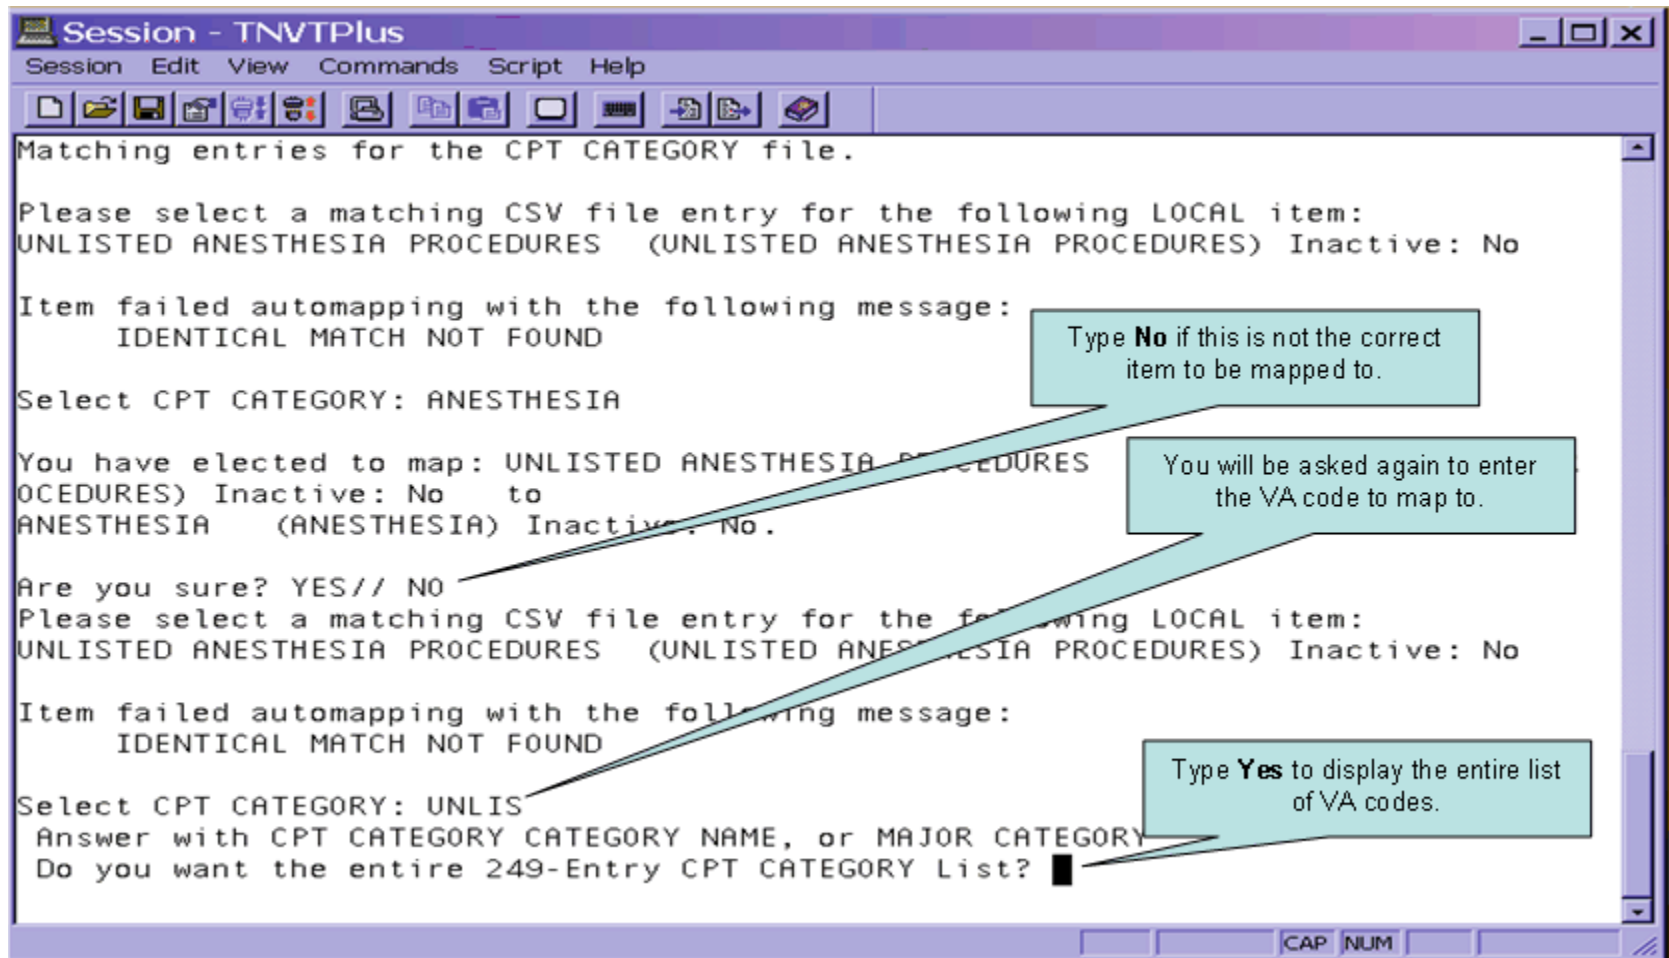 Session - TNVTPlus
Session Edit View Commands Script Help
Matching entries for the CPT CATEGORY file.
Please select a matching CSV file entry for the following LOCAL item:
UNLISTED ANESTHESIA PROCEDURES (UNLISTED ANESTHESIA PROCEDURES) Inactive: No
Item failed automapping with the following message:
IDENTICAL MATCH NOT FOUND
Type No if this is not the correct
item to be mapped to.
Select CPT CATEGORY: ANESTHESIA
You have elected to map: UNLISTED ANESTHESIA PROCEDURES
OCEDURES) Inactive: No to
ANESTHESIA (ANESTHESIA) Inactive: No.
You will be asked again to enter
the VA code to map to.
Are you sure? YES// NO
Please select a matching CSV file entry for the following LOCAL item:
UNLISTED ANESTHESIA PROCEDURES (UNLISTED ANESTHESIA PROCEDURES) Inactive: No
Item failed automapping with the following message:
IDENTICAL MATCH NOT FOUND
Type Yes to display the entire list
of VA codes.
Select CPT CATEGORY: UNLIS
Answer with CPT CATEGORY CATEGORY NAME, or MAJOR CATEGORY
Do you want the entire 249-Entry CPT CATEGORY List?
CAP NUM